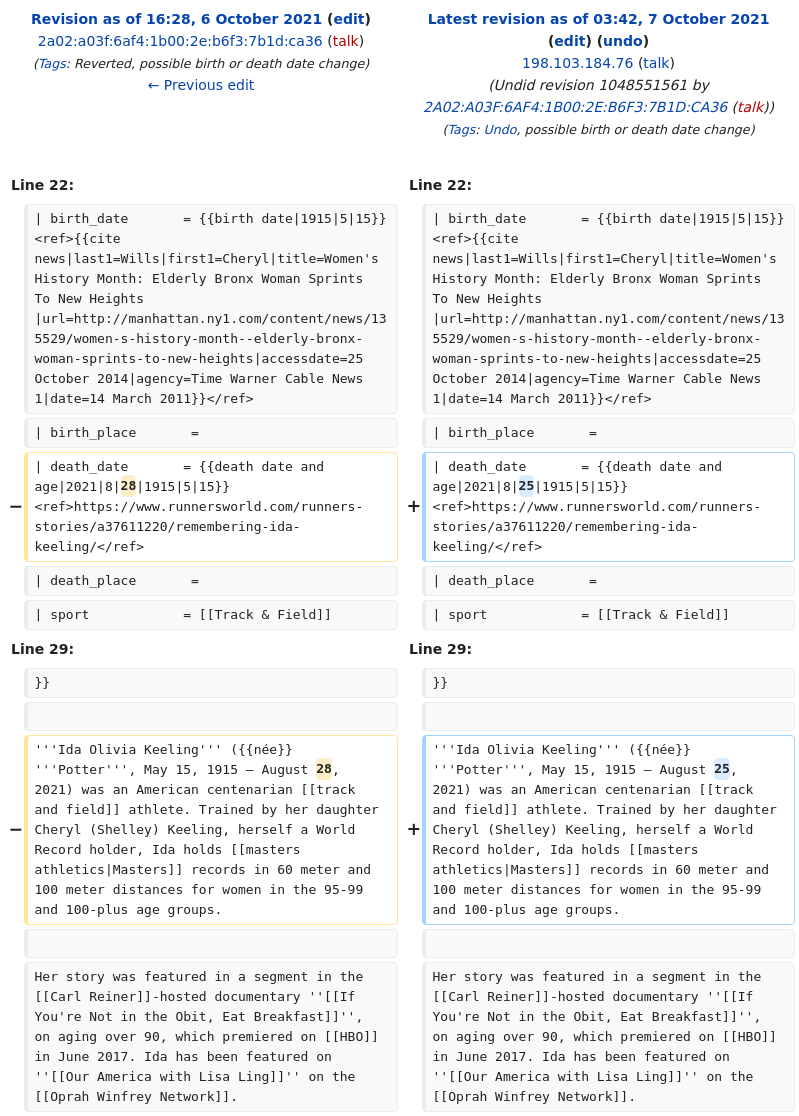 Revision as of 16:28, 6 October 2021 (edit)
2a02:a03f:6af4:1b00:2e:b6f3:7b1d:ca36 (talk)
(Tags: Reverted, possible birth or death date change)
← Previous edit
Latest revision as of 03:42, 7 October 2021
(edit) (undo)
198.103.184.76 (talk)
(Undid revision 1048551561 by
2A02:A03F:6AF4:1B00:2E:B6F3:7B1D:CA36 (talk))
(Tags: Undo, possible birth or death date change)
Line 22:
| birth_date       = {{birth date|1915|5|15}}
<ref>{{cite
news|last1=Wills|first1=Cheryl|title=Women's
History Month: Elderly Bronx Woman Sprints
To New Heights
|url=http://manhattan.ny1.com/content/news/13
5529/women-s-history-month--elderly-bronx-
woman-sprints-to-new-heights|accessdate=25
October 2014|agency=Time Warner Cable News
1|date=14 March 2011}}</ref>
| birth_place      =
− | death_date       = {{death date and
age|2021|8|28|1915|5|15}}
<ref>https://www.runnersworld.com/runners-
stories/a37611220/remembering-ida-
keeling/</ref>
| death_place      =
| sport            = [[Track & Field]]
Line 29:
}}
− '''Ida Olivia Keeling''' ({{née}}
'''Potter''', May 15, 1915 – August 28,
2021) was an American centenarian [[track
and field]] athlete. Trained by her daughter
Cheryl (Shelley) Keeling, herself a World
Record holder, Ida holds [[masters
athletics|Masters]] records in 60 meter and
100 meter distances for women in the 95-99
and 100-plus age groups.
Her story was featured in a segment in the
[[Carl Reiner]]-hosted documentary ''[[If
You're Not in the Obit, Eat Breakfast]]'',
on aging over 90, which premiered on [[HBO]]
in June 2017. Ida has been featured on
''[[Our America with Lisa Ling]]'' on the
[[Oprah Winfrey Network]].
Line 22:
| birth_date       = {{birth date|1915|5|15}}
<ref>{{cite
news|last1=Wills|first1=Cheryl|title=Women's
History Month: Elderly Bronx Woman Sprints
To New Heights
|url=http://manhattan.ny1.com/content/news/13
5529/women-s-history-month--elderly-bronx-
woman-sprints-to-new-heights|accessdate=25
October 2014|agency=Time Warner Cable News
1|date=14 March 2011}}</ref>
| birth_place      =
+ | death_date       = {{death date and
age|2021|8|25|1915|5|15}}
<ref>https://www.runnersworld.com/runners-
stories/a37611220/remembering-ida-
keeling/</ref>
| death_place      =
| sport            = [[Track & Field]]
Line 29:
}}
+ '''Ida Olivia Keeling''' ({{née}}
'''Potter''', May 15, 1915 – August 25,
2021) was an American centenarian [[track
and field]] athlete. Trained by her daughter
Cheryl (Shelley) Keeling, herself a World
Record holder, Ida holds [[masters
athletics|Masters]] records in 60 meter and
100 meter distances for women in the 95-99
and 100-plus age groups.
Her story was featured in a segment in the
[[Carl Reiner]]-hosted documentary ''[[If
You're Not in the Obit, Eat Breakfast]]'',
on aging over 90, which premiered on [[HBO]]
in June 2017. Ida has been featured on
''[[Our America with Lisa Ling]]'' on the
[[Oprah Winfrey Network]].